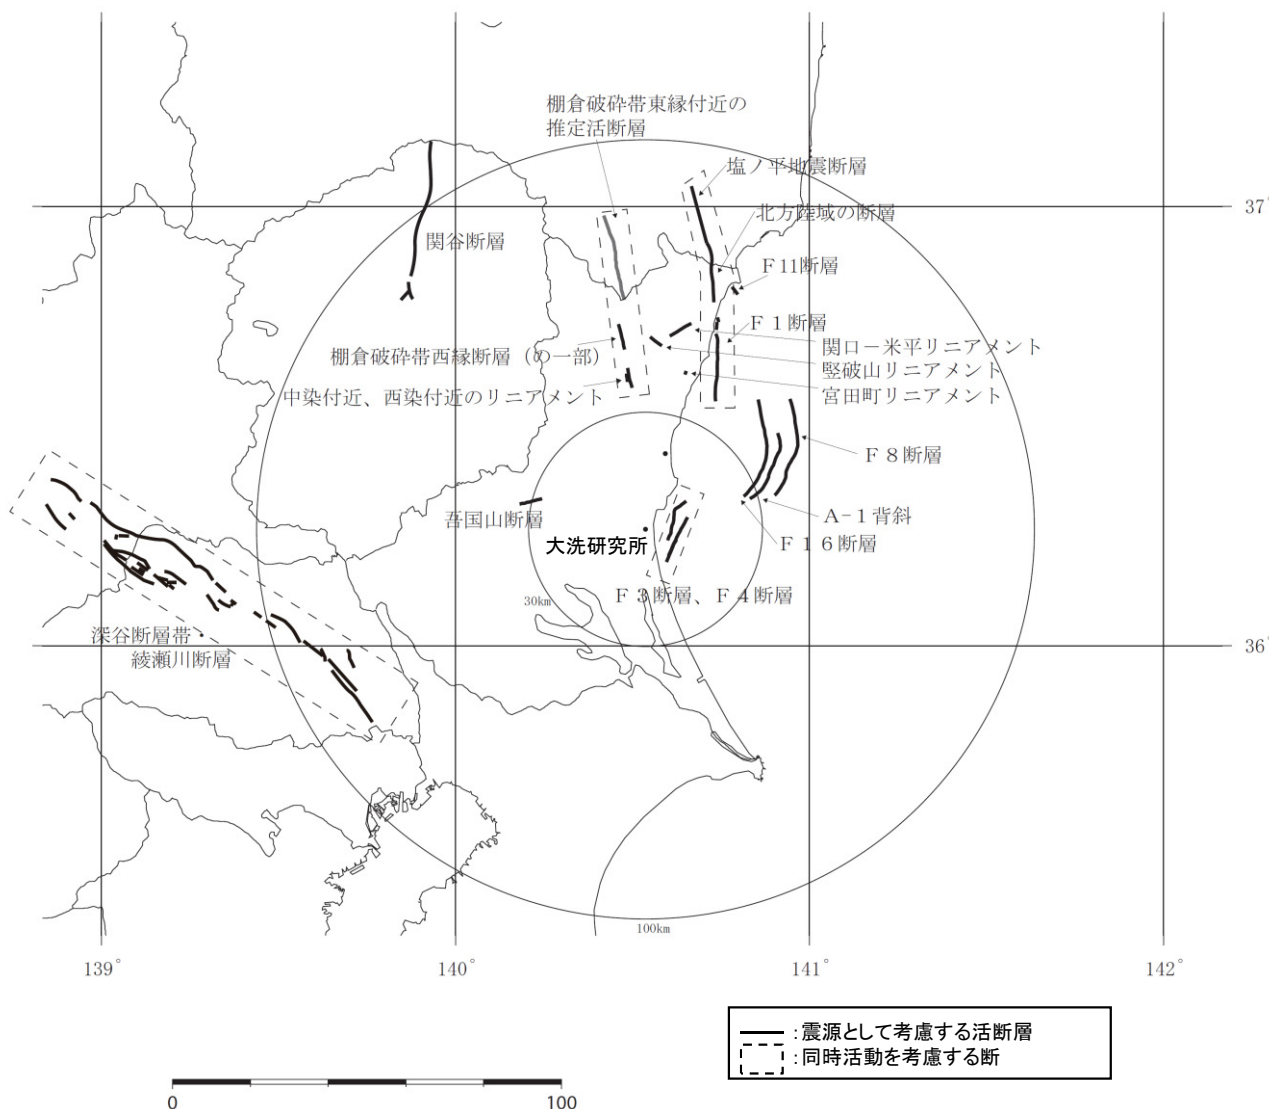 棚倉破砕帯東縁付近の
推定活断層
塩ノ平地震断層
37°
北方陸域の断層
関谷断層
F11断層
F1断層
棚倉破砕帯西縁断層（の一部）
関口－米平リニアメント
竪破山リニアメント
中染付近、西染付近のリニアメント
宮田町リニアメント
F8断層
吾国山断層
A-1背斜
大洗研究所
F16断層
30km
F3断層、F4断層
深谷断層帯・
綾瀬川断層
36°
100km
139°
140°
141°
142°
：震源として考慮する活断層
：同時活動を考慮する断
0
100